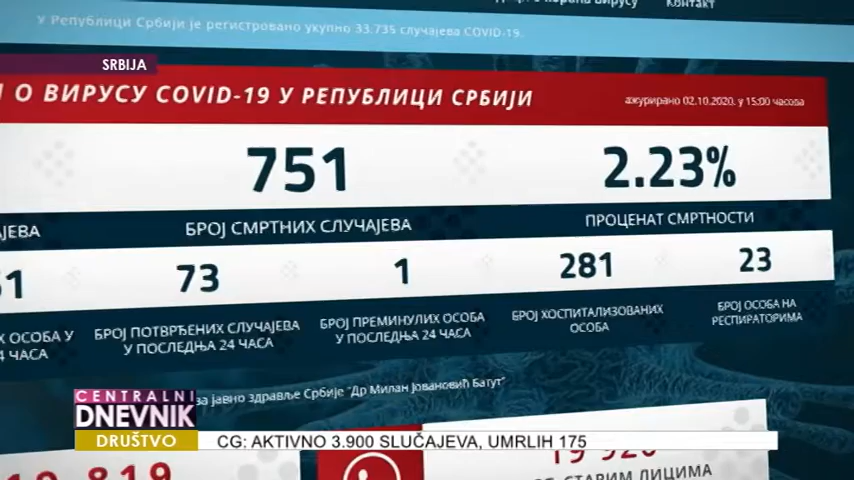 Контакт
У Републици Србији је регистровано укупно 33.735 случајева COVID-19.
SRBIJA
О ВИРУСУ COVID-19 У РЕПУБЛИЦИ СРБИЈИ
ажурирано 02.10.2020. у 15:00 часова
751
2.23%
БРОЈ СМРТНИХ СЛУЧАЈЕВА
ПРОЦЕНАТ СМРТНОСТИ
73
1
281
23
ОСОБА У
ЧАСА
БРОЈ ПОТВРЂЕНИХ СЛУЧАЈЕВА
У ПОСЛЕДЊА 24 ЧАСА
БРОЈ ПРЕМИНУЛИХ ОСОБА
У ПОСЛЕДЊА 24 ЧАСА
БРОЈ ХОСПИТАЛИЗОВАНИХ
ОСОБА
БРОЈ ОСОБА НА
РЕСПИРАТОРИМА
за јавно здравље Србије "Др Милан Јовановић Батут"
CENTRALNI
DNEVNIK
DRUŠTVO
CG: AKTIVNO 3.900 SLUČAJEVA, UMRLIH 175
ЛИЦИМА